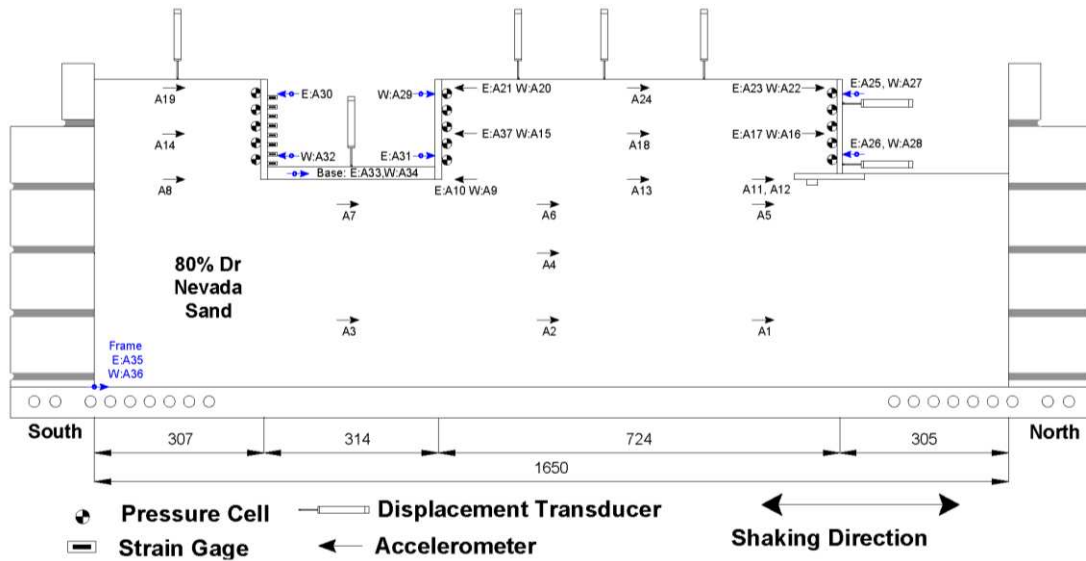 E:A30
W:A29
E:A21 W:A20
A24
E:A23 W:A22
E:A25, W:A27
A19
A14
E:A37 W:A15
A18
E:A17 W:A16
E:A26, W:A28
W:A32
E:A31
Base: E:A33,W:A34
A8
E:A10 W:A9
A13
A11, A12
A7
A6
A5
A4
80% Dr
Nevada
Sand
A3
A2
A1
Frame
E:A35
W:A36
South
North
307
314
724
305
1650
Pressure Cell
Displacement Transducer
Strain Gage
Accelerometer
Shaking Direction